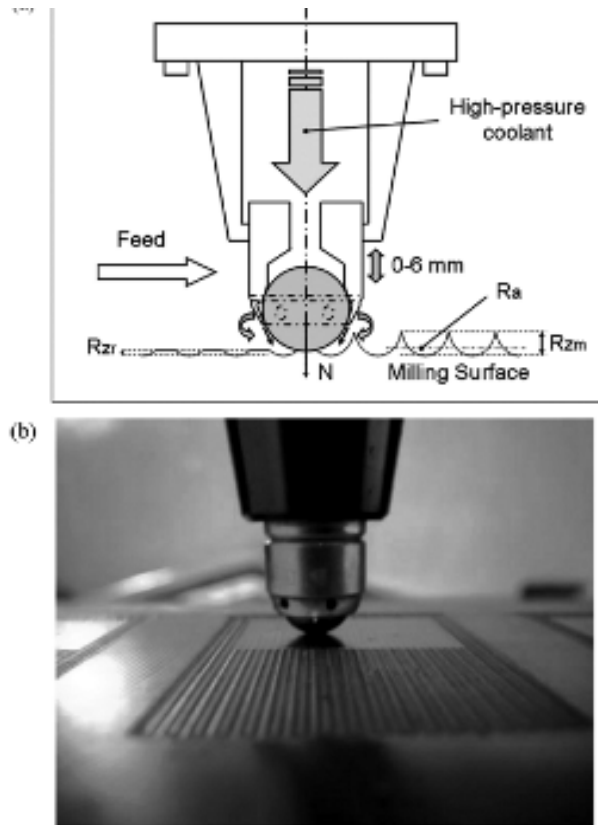 High-pressure
coolant
Feed
0-6 mm
Ra
Rzr
Rzm
N
Milling Surface
(b)